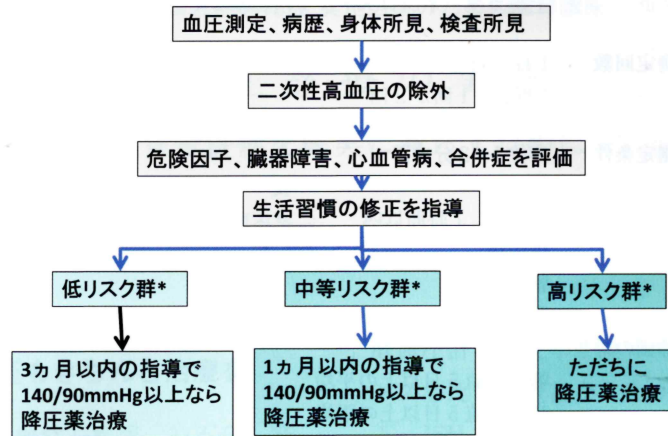 血圧測定、病歴、身体所見、検査所見
二次性高血圧の除外
危険因子、臓器障害、心血管病、合併症を評価
生活習慣の修正を指導
低リスク群*
中等リスク群*
高リスク群*
3ヵ月以内の指導で
140/90mmHg以上なら
降圧薬治療
1ヵ月以内の指導で
140/90mmHg以上なら
降圧薬治療
ただちに
降圧薬治療